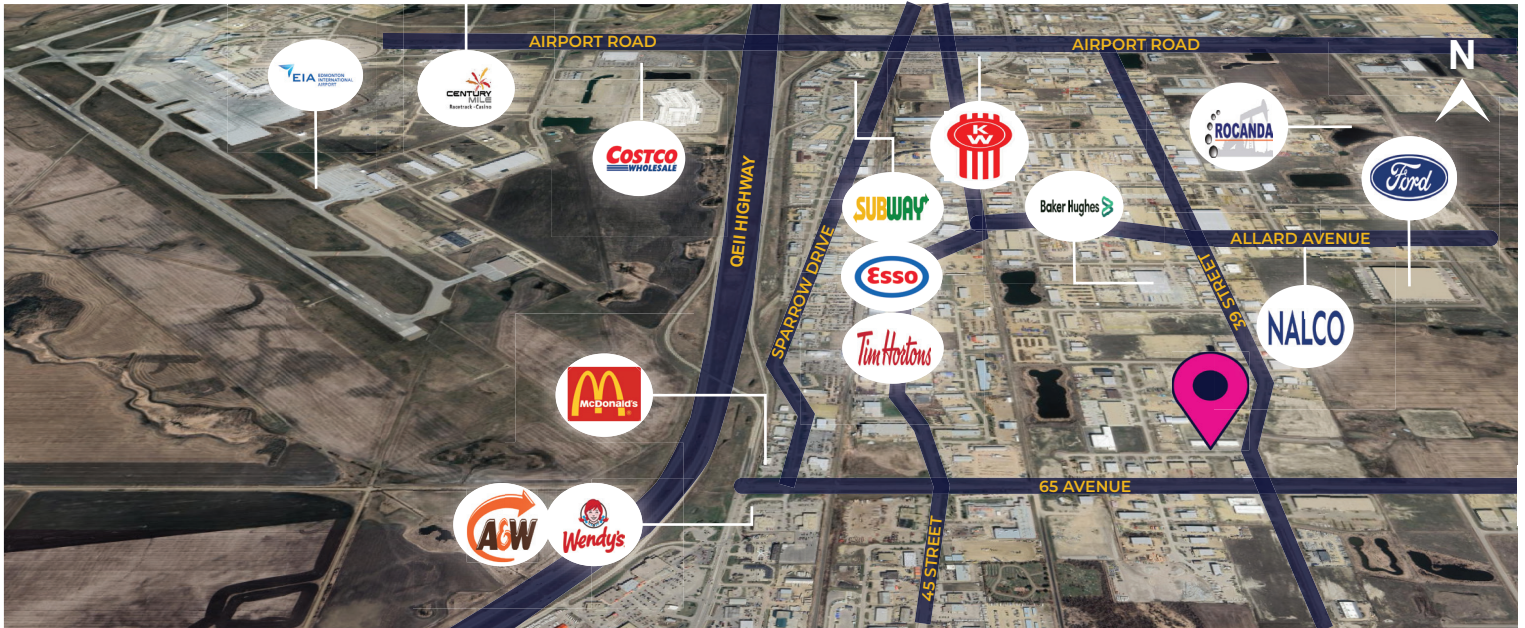 AIRPORT ROAD
AIRPORT ROAD
N
EIA EDMONTON
INTERNATIONAL
AIRPORT
CENTURY
MILE
Racetrack • Casino
COSTCO
WHOLESALE
KW
ROCANDA
Ford
SUBWAY
Baker Hughes
QEII HIGHWAY
SPARROW DRIVE
ALLARD AVENUE
Esso
39 STREET
NALCO
Tim Hortons
McDonald's
65 AVENUE
A&W
Wendy's
45 STREET